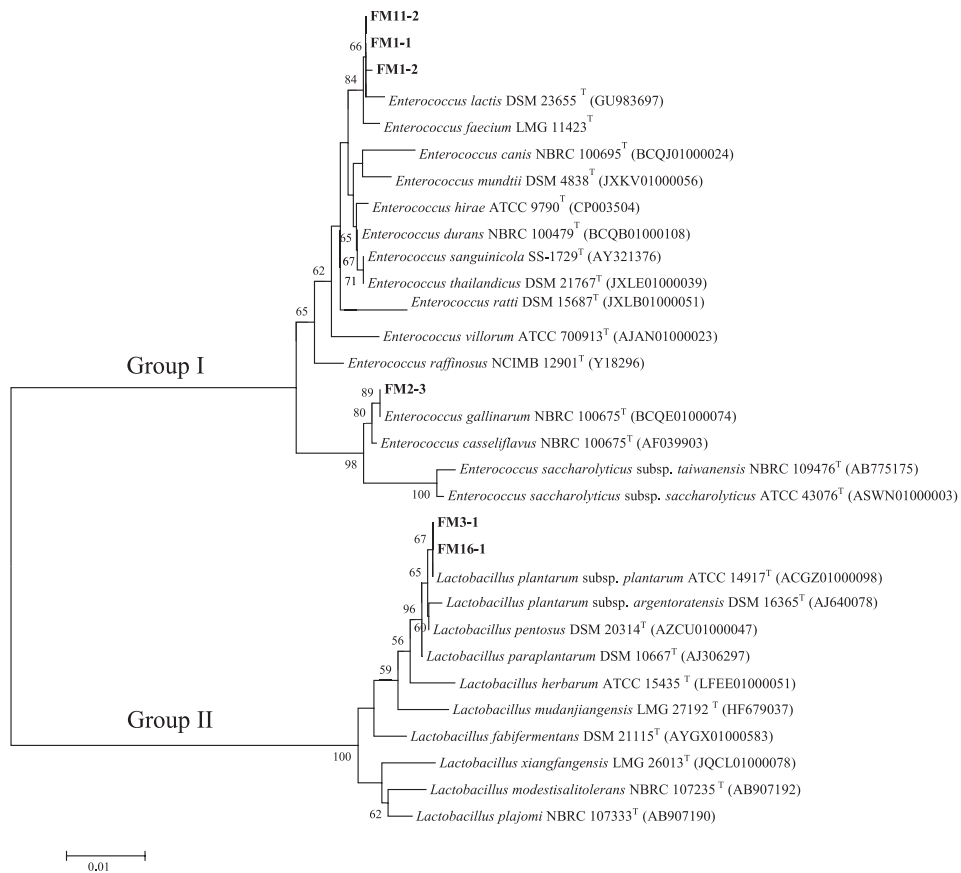 FM11-2
66
FM1-1
FM1-2
84
Enterococcus lactis DSM 23655 T (GU983697)
Enterococcus faecium LMG 11423T
Enterococcus canis NBRC 100695T (BCQJ01000024)
Enterococcus mundtii DSM 4838T (JXKV01000056)
Enterococcus hirae ATCC 9790T (CP003504)
65
Enterococcus durans NBRC 100479T (BCQB01000108)
67
Enterococcus sanguinicola SS-1729T (AY321376)
71
Enterococcus thailandicus DSM 21767T (JXLE01000039)
62
Enterococcus ratti DSM 15687T (JXLB01000051)
65
Enterococcus villorum ATCC 700913T (AJAN01000023)
Enterococcus raffinosus NCIMB 12901T (Y18296)
Group I
89
FM2-3
80
Enterococcus gallinarum NBRC 100675T (BCQE01000074)
Enterococcus casseliflavus NBRC 100675T (AF039903)
98
Enterococcus saccharolyticus subsp. taiwanensis NBRC 109476T (AB775175)
100
Enterococcus saccharolyticus subsp. saccharolyticus ATCC 43076T (ASWN01000003)
FM3-1
67
FM16-1
65
Lactobacillus plantarum subsp. plantarum ATCC 14917T (ACGZ01000098)
96
Lactobacillus plantarum subsp. argentoratensis DSM 16365T (AJ640078)
60
Lactobacillus pentosus DSM 20314T (AZCU01000047)
56
Lactobacillus paraplantarum DSM 10667T (AJ306297)
59
Lactobacillus herbarum ATCC 15435 T (LFEE01000051)
Lactobacillus mudanjiangensis LMG 27192 T (HF679037)
Group II
Lactobacillus fabifermentans DSM 21115T (AYGX01000583)
100
Lactobacillus xiangfangensis LMG 26013T (JQCL01000078)
Lactobacillus modestisalitolerans NBRC 107235 T (AB907192)
62
Lactobacillus plajomi NBRC 107333T (AB907190)
0.01